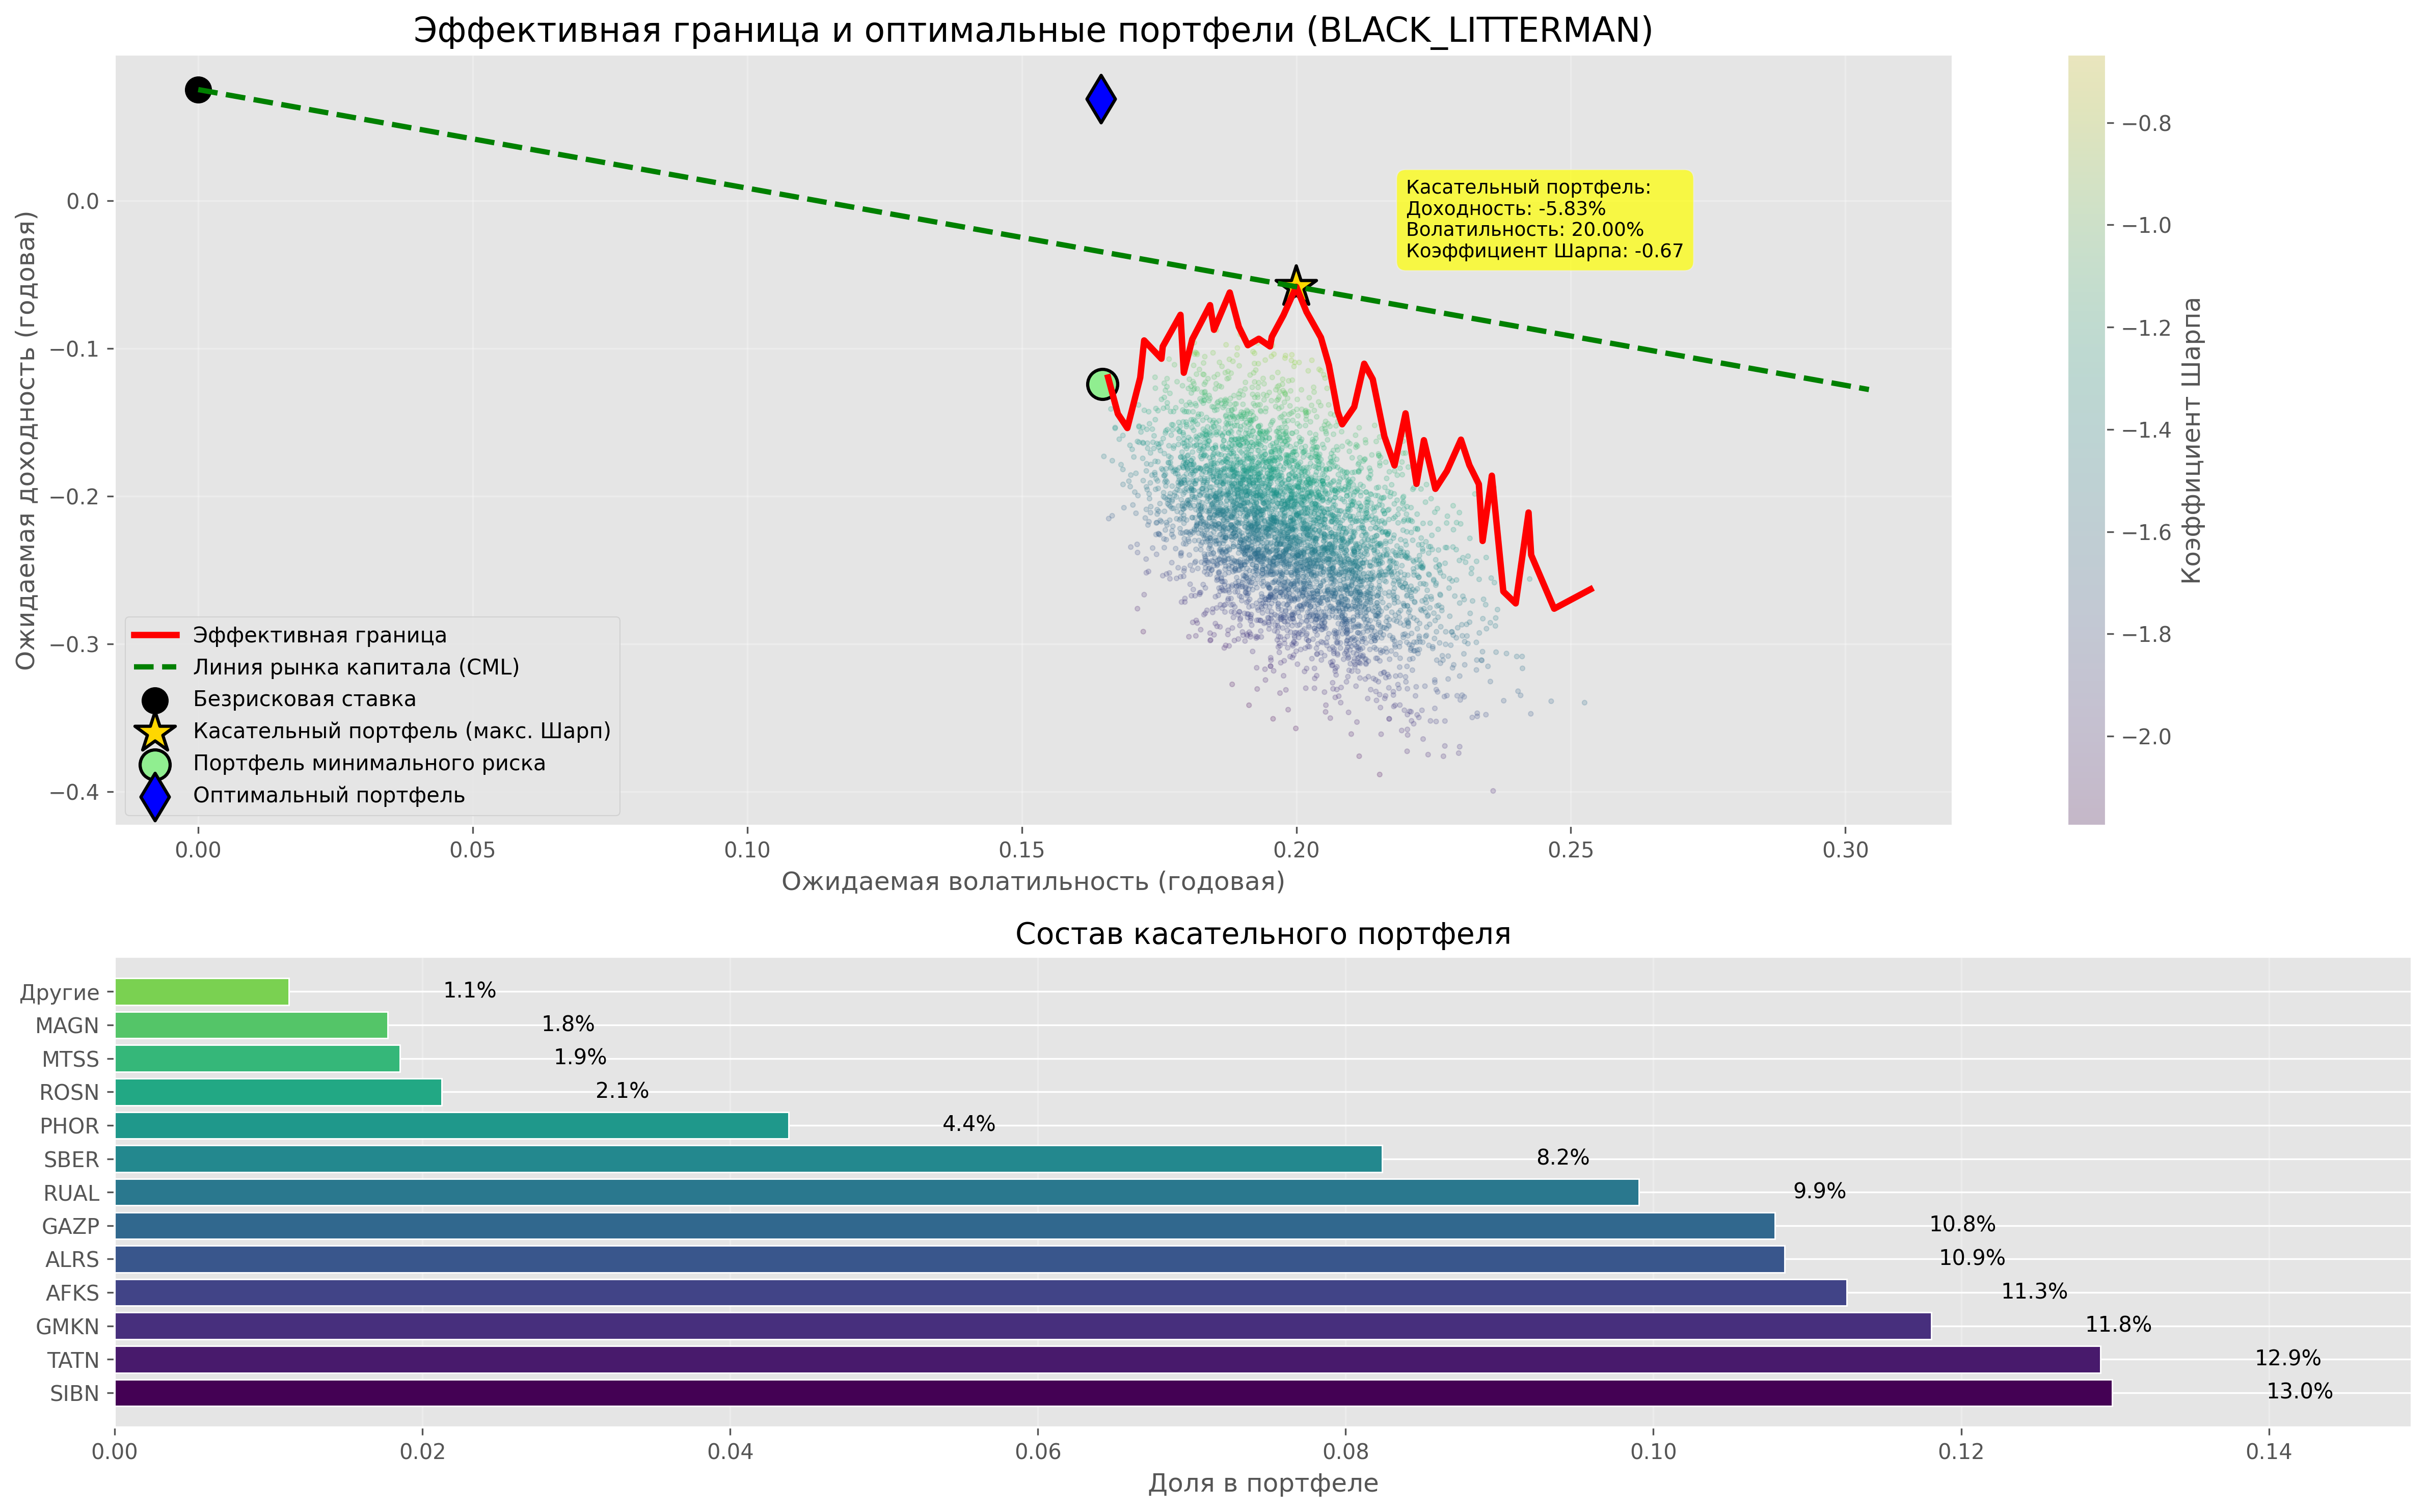 Эффективная граница и оптимальные портфели (BLACK_LITTERMAN)
Ожидаемая доходность (годовая)
0.0
−0.1
−0.2
−0.3
−0.4
Касательный портфель:
Доходность: -5.83%
Волатильность: 20.00%
Коэффициент Шарпа: -0.67
Эффективная граница
Линия рынка капитала (CML)
Безрисковая ставка
Касательный портфель (макс. Шарп)
Портфель минимального риска
Оптимальный портфель
0.00 0.05 0.10 0.15 0.20 0.25 0.30
Ожидаемая волатильность (годовая)
−0.8
−1.0
−1.2
−1.4
−1.6
−1.8
−2.0
Коэффициент Шарпа
Состав касательного портфеля
Другие 1.1%
MAGN 1.8%
MTSS 1.9%
ROSN 2.1%
PHOR 4.4%
SBER 8.2%
RUAL 9.9%
GAZP 10.8%
ALRS 10.9%
AFKS 11.3%
GMKN 11.8%
TATN 12.9%
SIBN 13.0%
0.00 0.02 0.04 0.06 0.08 0.10 0.12 0.14
Доля в портфеле